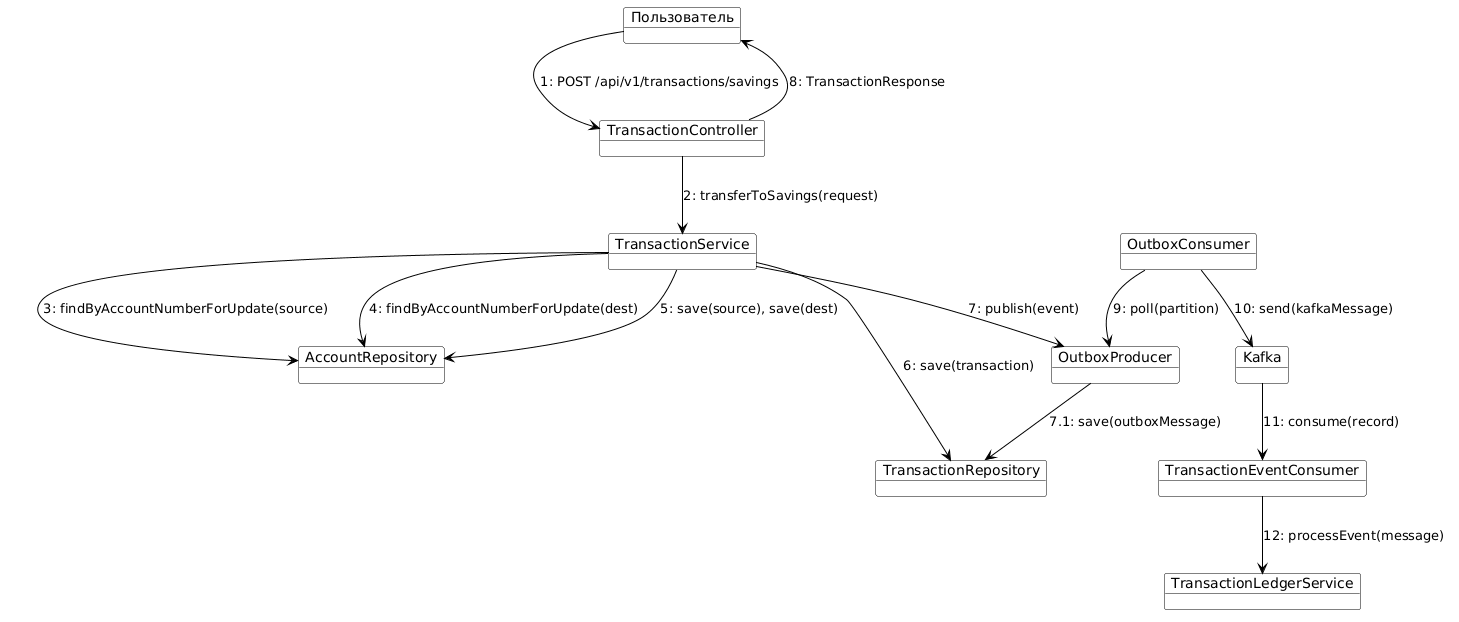 Пользователь
1: POST /api/v1/transactions/savings
8: TransactionResponse
TransactionController
2: transferToSavings(request)
TransactionService
OutboxConsumer
3: findByAccountNumberForUpdate(source)
4: findByAccountNumberForUpdate(dest)
5: save(source), save(dest)
7: publish(event)
9: poll(partition)
10: send(kafkaMessage)
AccountRepository
6: save(transaction)
OutboxProducer
Kafka
7.1: save(outboxMessage)
11: consume(record)
TransactionRepository
TransactionEventConsumer
12: processEvent(message)
TransactionLedgerService